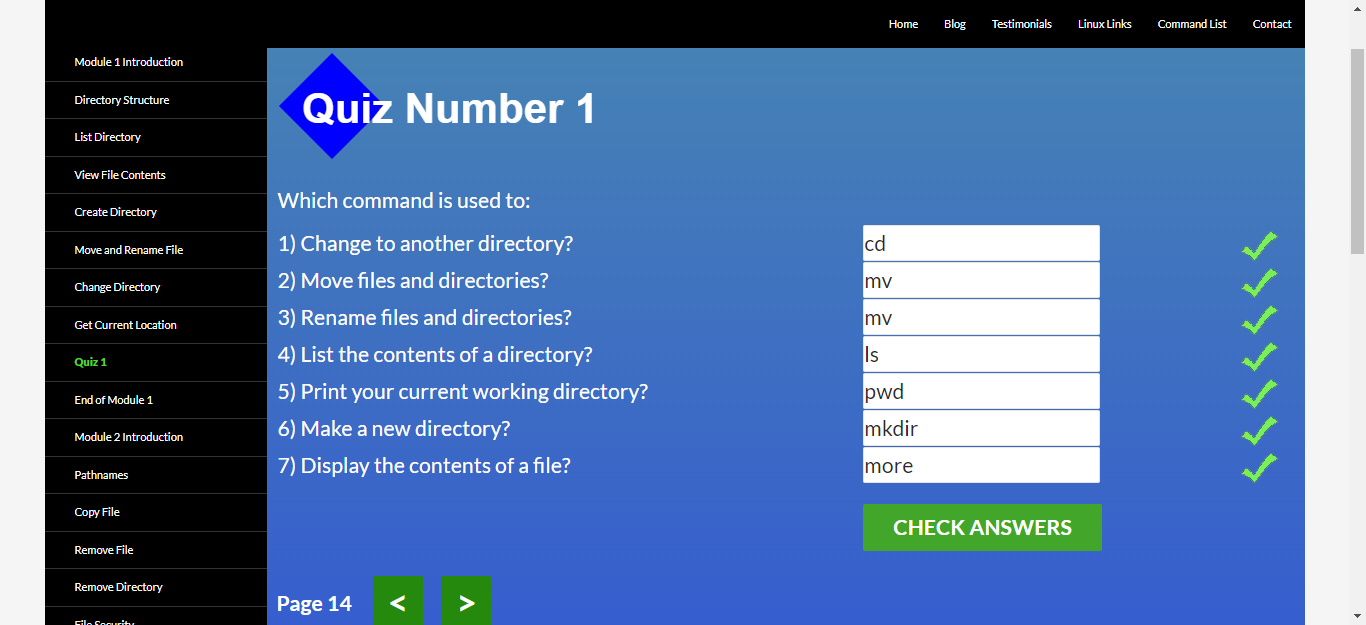 Home Blog Testimonials Linux Links Command List Contact
Module 1 Introduction
Directory Structure
List Directory
View File Contents
Create Directory
Move and Rename File
Change Directory
Get Current Location
Quiz 1
End of Module 1
Module 2 Introduction
Pathnames
Copy File
Remove File
Remove Directory
File Security
Quiz Number 1
Which command is used to:
1) Change to another directory? cd
2) Move files and directories? mv
3) Rename files and directories? mv
4) List the contents of a directory? ls
5) Print your current working directory? pwd
6) Make a new directory? mkdir
7) Display the contents of a file? more
CHECK ANSWERS
Page 14 < >